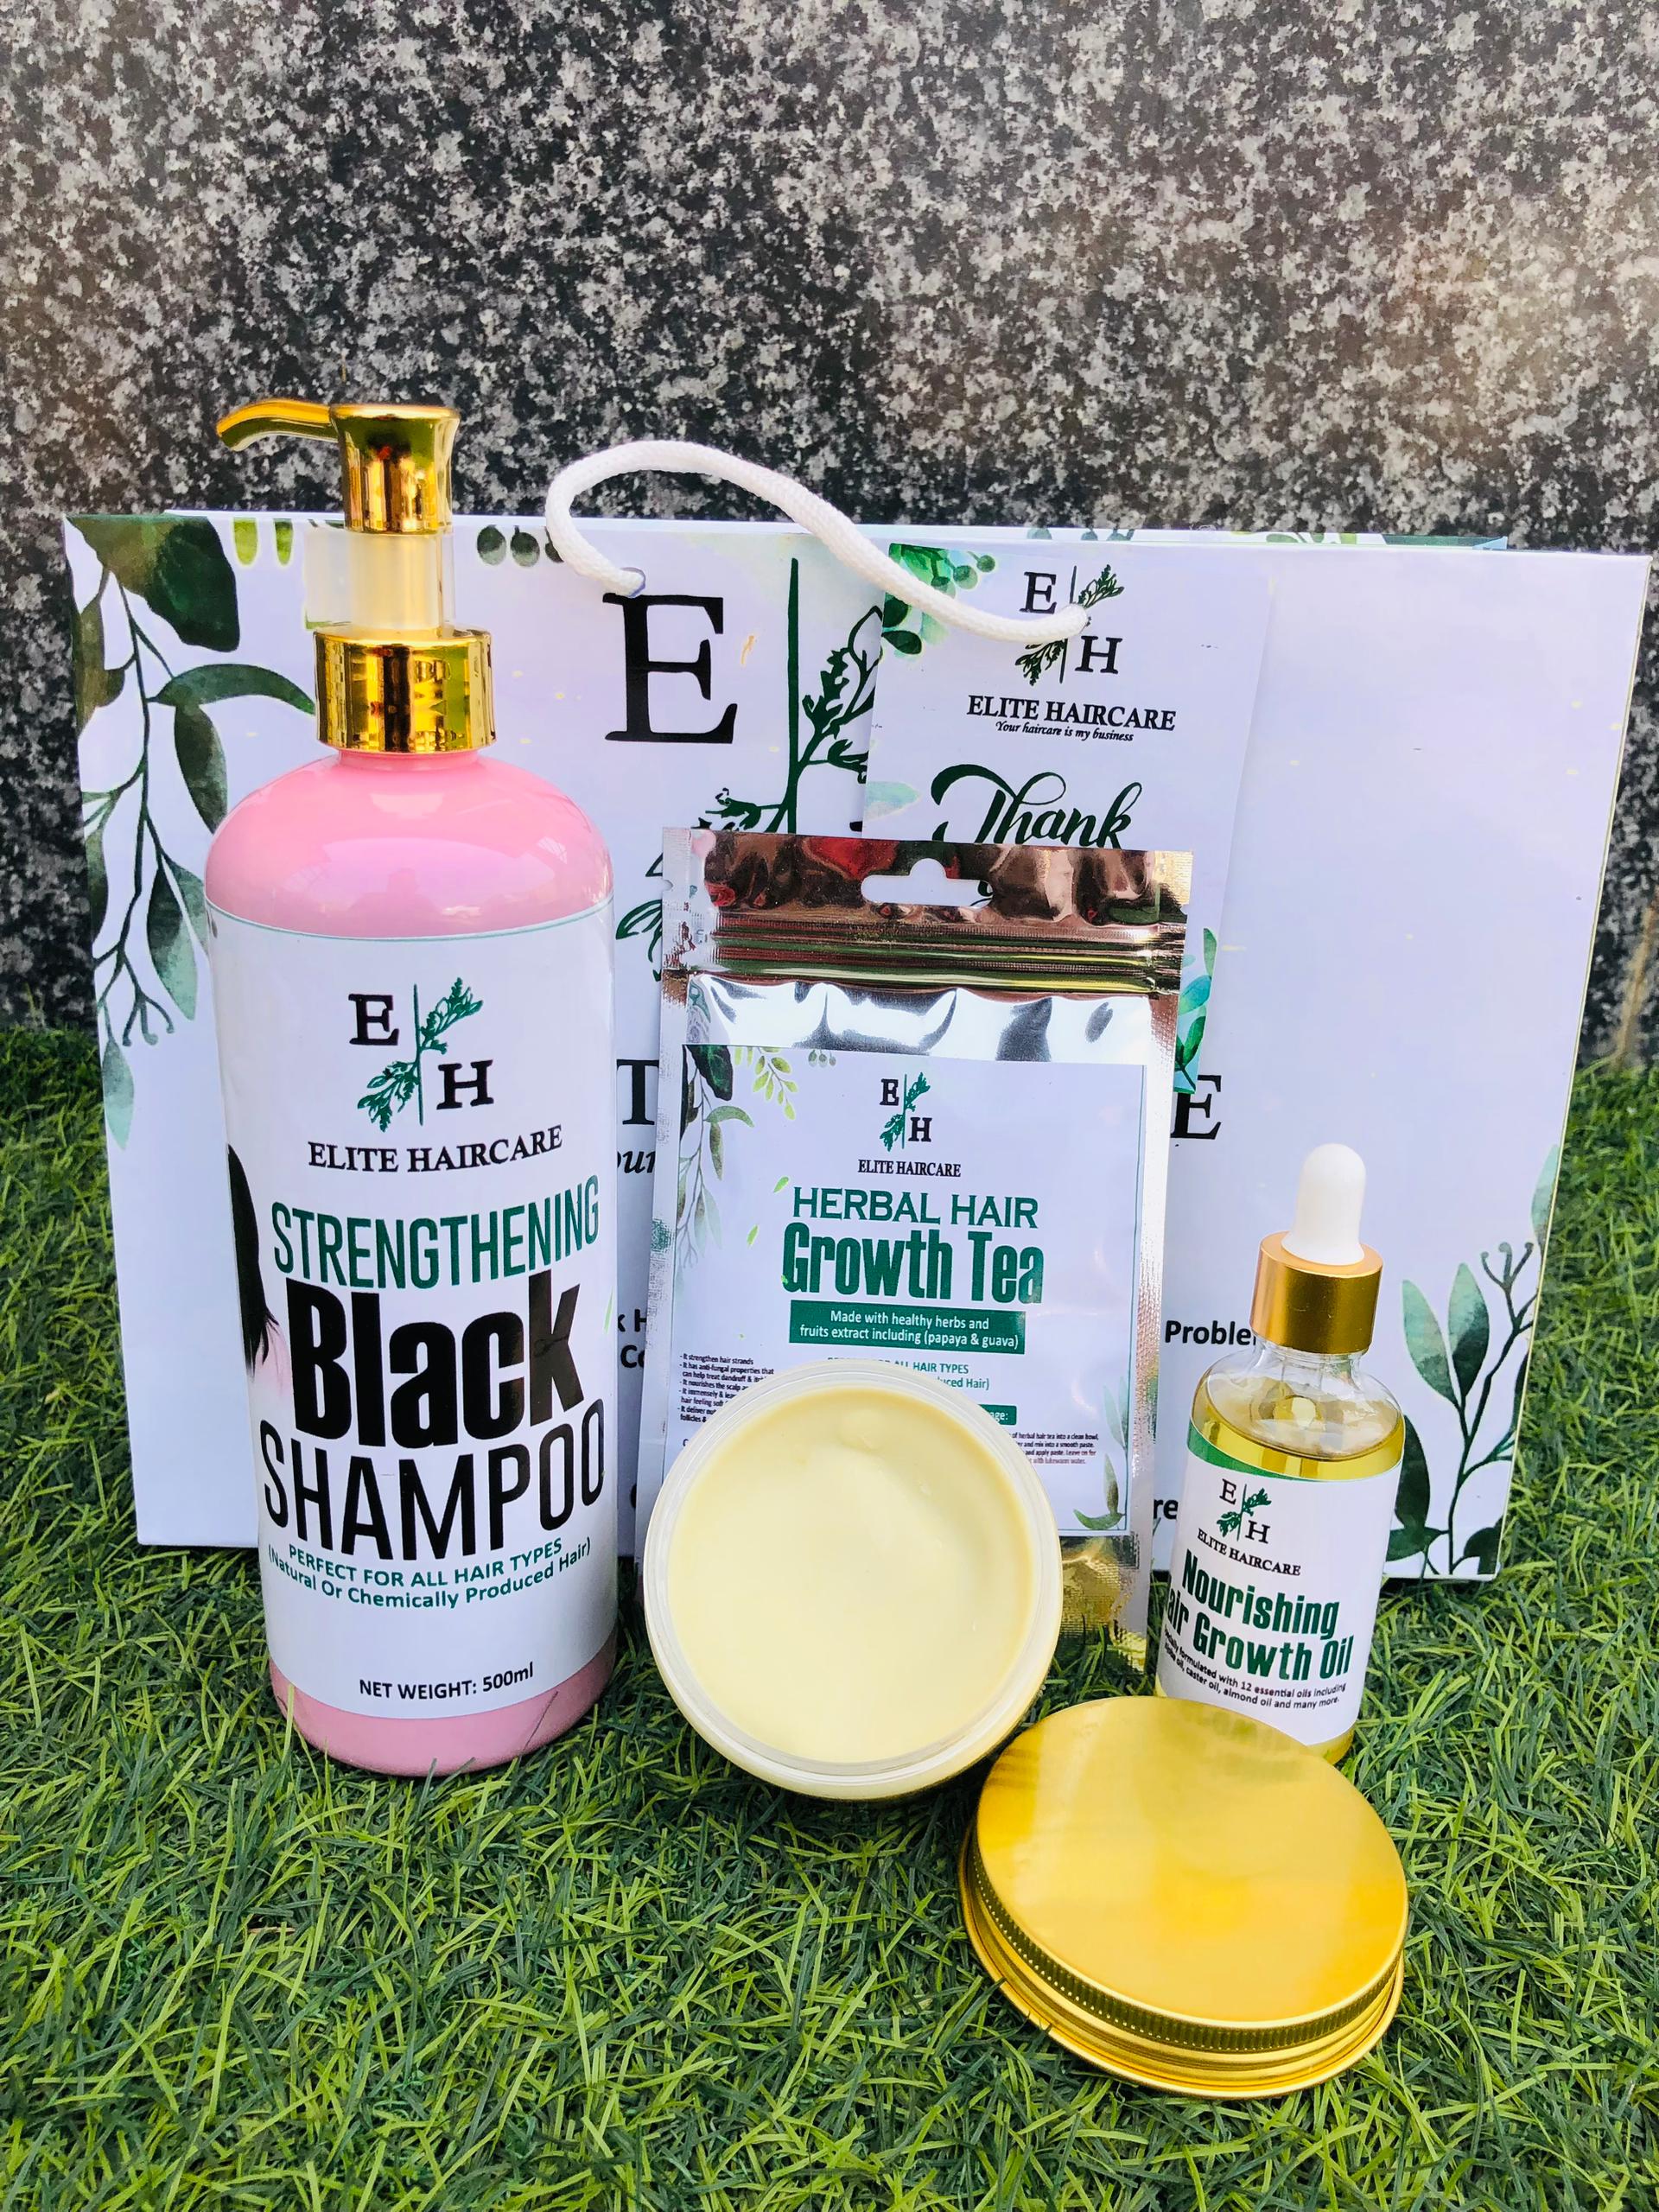 E
H
ELITE HAIRCARE
Your haircare is my business
Thank
E
T
E
Proble
E
H
ELITE HAIRCARE
STRENGTHENING
Black
SHAMPOO
PERFECT FOR ALL HAIR TYPES
(Natural Or Chemically Produced Hair)
NET WEIGHT: 500ml
E
H
ELITE HAIRCARE
HERBAL HAIR
Growth Tea
Made with healthy herbs and
fruits extract including (papaya & guava)
ALL HAIR TYPES
- It strengthen hair strands
- It has anti-fungal properties that
can help treat dandruff &
- It nourishes the scalp
E
H
ELITE HAIRCARE
Nourishing
air Growth Oil
formulated with 12 essential oils including
oil, caster oil, almond oil and many more.